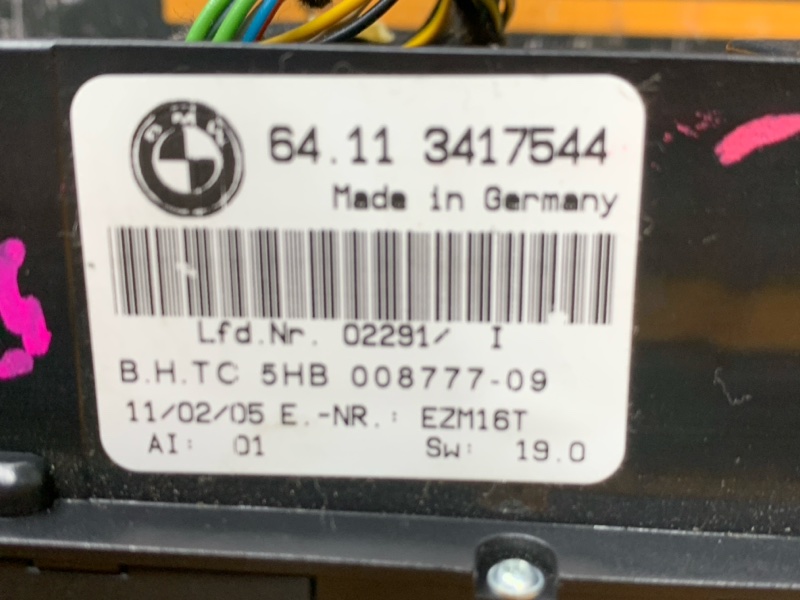 BMW
64.11 3417544
Made in Germany
Lfd.Nr. 02291/ I
B.H.TC 5HB 008777-09
11/02/05 E.-NR.: EZM16T
AI: 01 Sw: 19.0